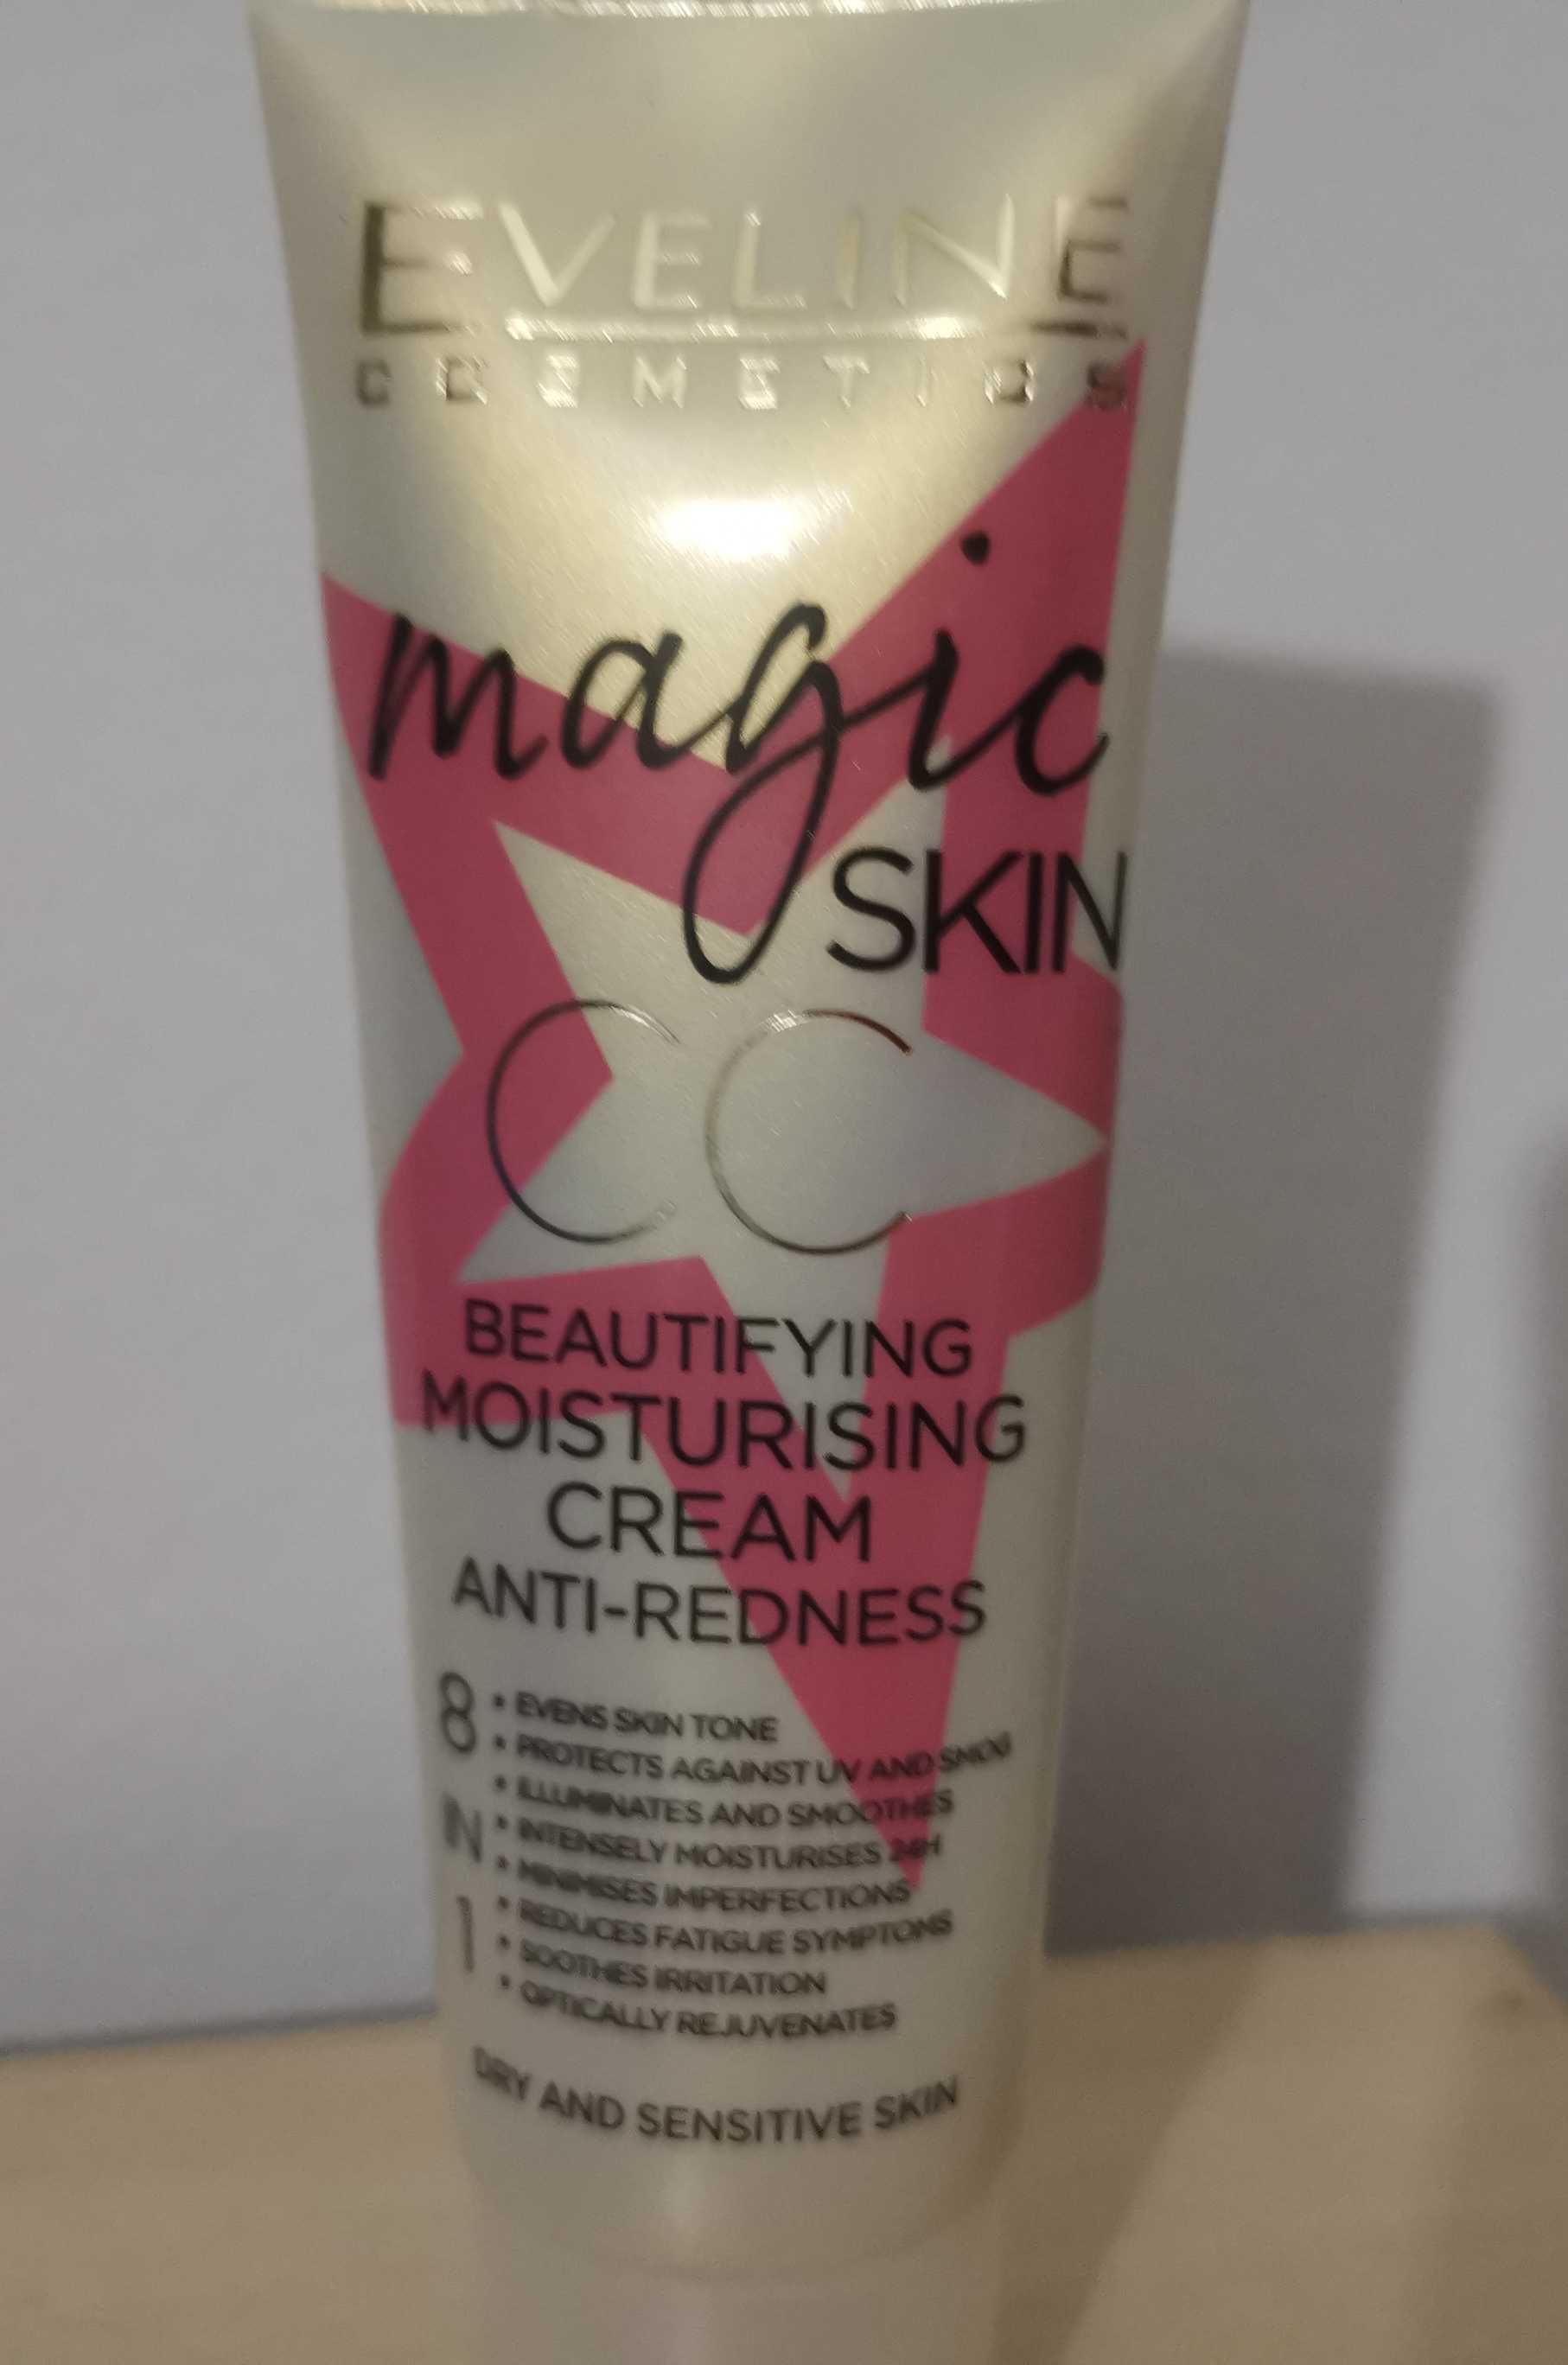 EVELINE
COSMETICS
magic
SKIN
CC
BEAUTIFYING
MOISTURISING
CREAM
ANTI-REDNESS
8 IN 1
• EVENS SKIN TONE
• PROTECTS AGAINST UV AND SMOG
• ILLUMINATES AND SMOOTHES
• INTENSELY MOISTURISES 24H
• MINIMISES IMPERFECTIONS
• REDUCES FATIGUE SYMPTOMS
• SOOTHES IRRITATION
• OPTICALLY REJUVENATES
DRY AND SENSITIVE SKIN